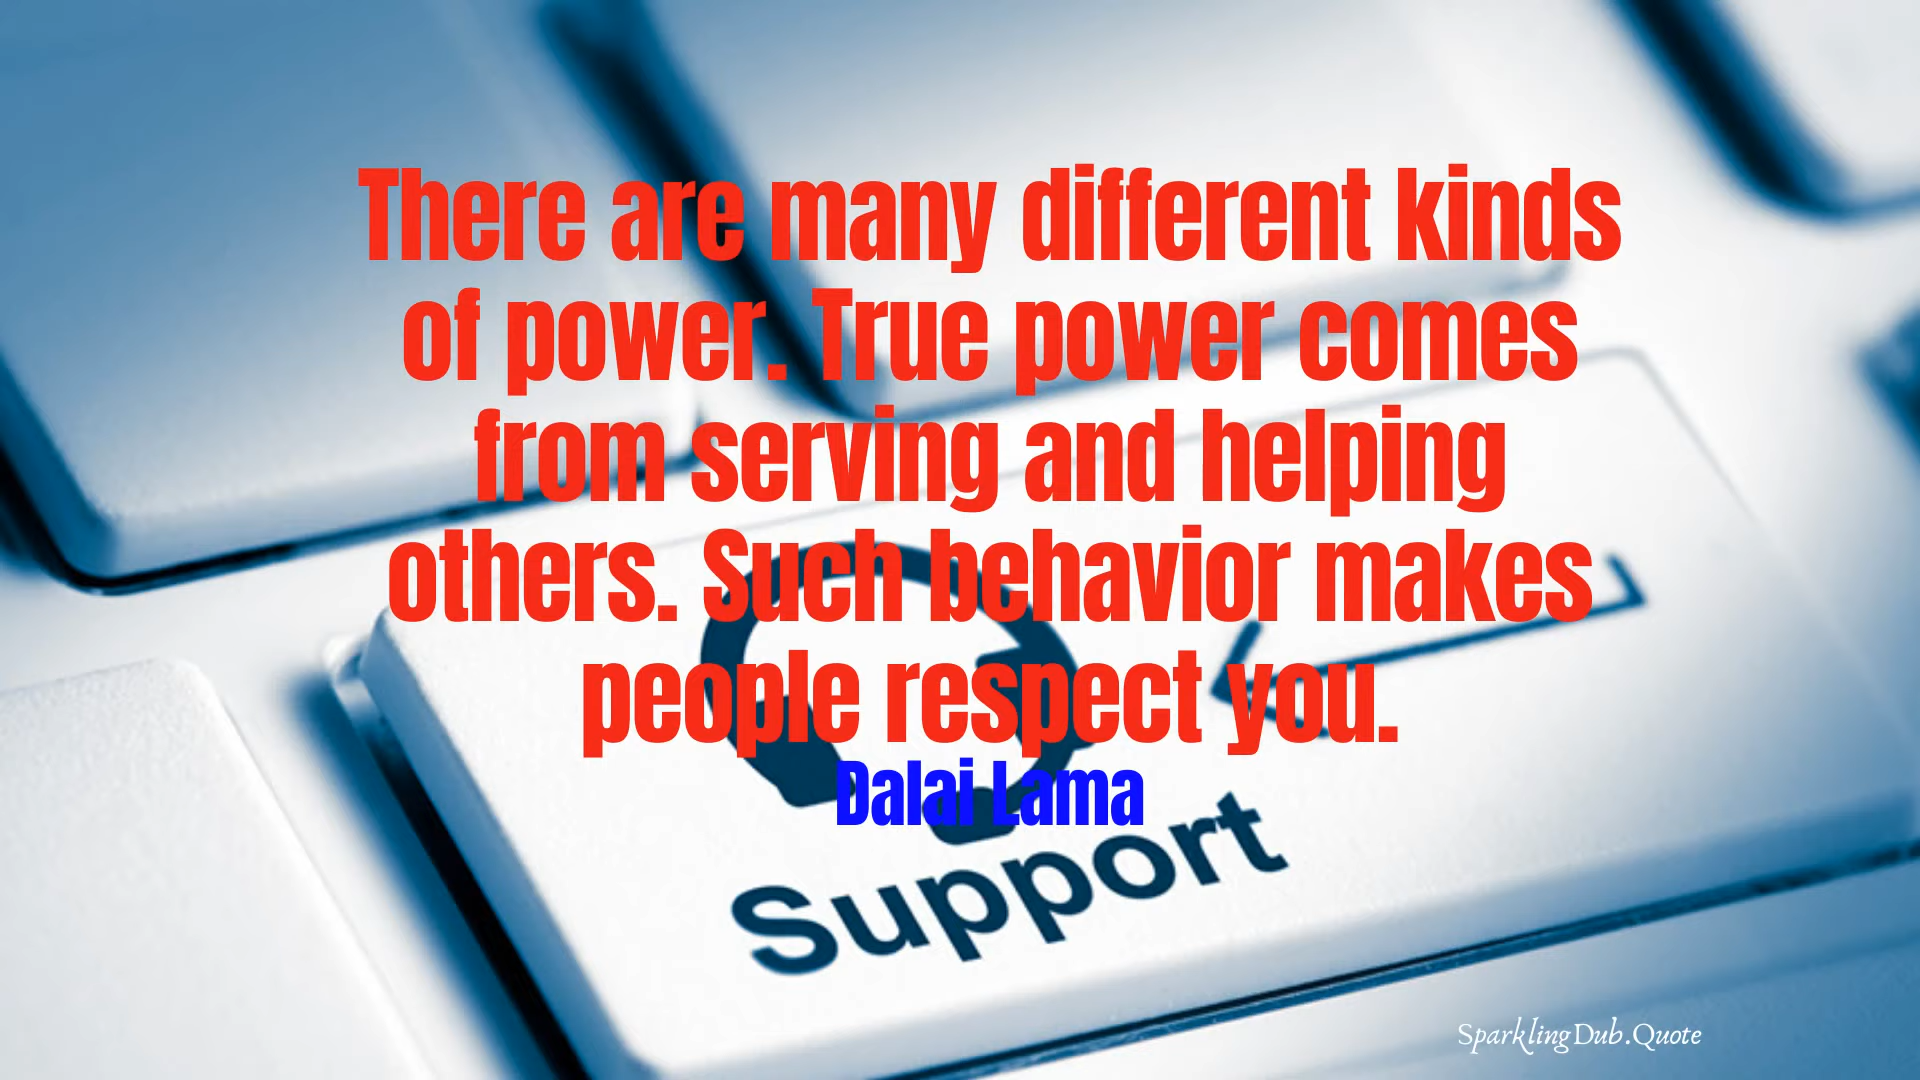 There are many different kinds
of power. True power comes
from serving and helping
others. Such behavior makes
people respect you.
Dalai Lama
Support
SparklingDub.Quote